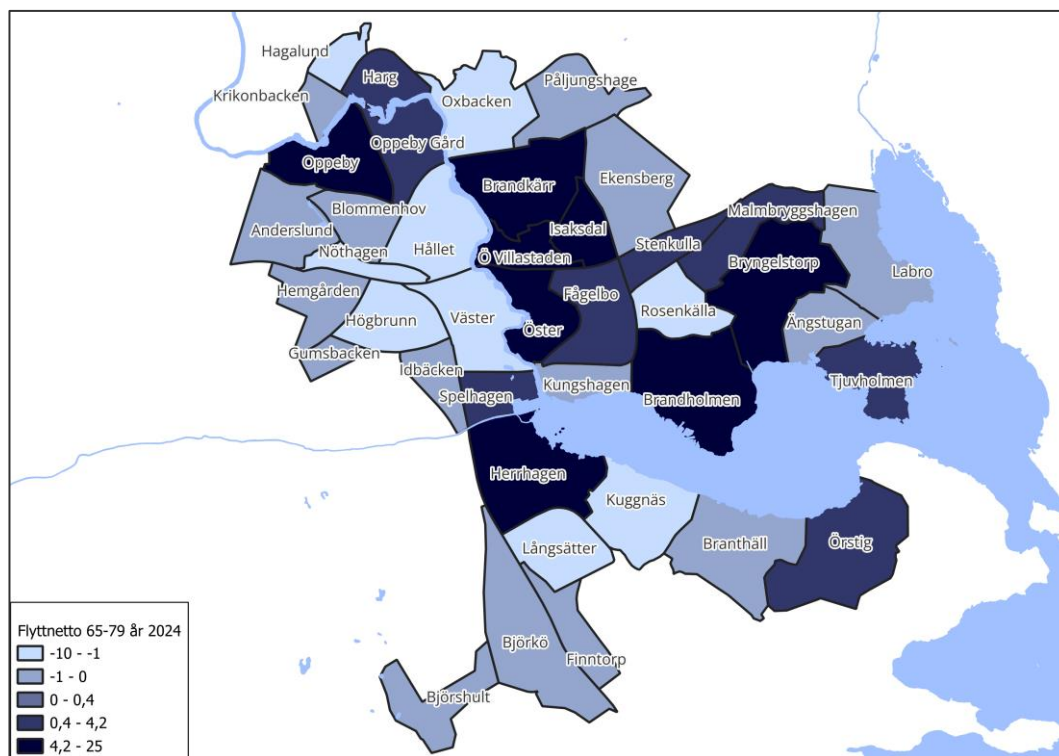 Hagalund
Harg
Krikonbacken
Oxbacken
Påljungshage
Oppeby Gård
Oppeby
Brandkärr
Ekensberg
Blommenhov
Anderslund
Isaksdal
Malmbryggshagen
Nöthagen
Hållet
Ö Villastaden
Stenkulla
Bryngelstorp
Labro
Hemgården
Fågelbo
Högbrunn
Väster
Rosenkälla
Öster
Ängstugan
Gumsbacken
Idbäcken
Kungshagen
Tjuvholmen
Spelhagen
Brandholmen
Herrhagen
Kuggnäs
Långsätter
Branthäll
Örstig
Björkö
Finntorp
Björshult
Flyttnetto 65-79 år 2024
-10 - -1
-1 - 0
0 - 0,4
0,4 - 4,2
4,2 - 25